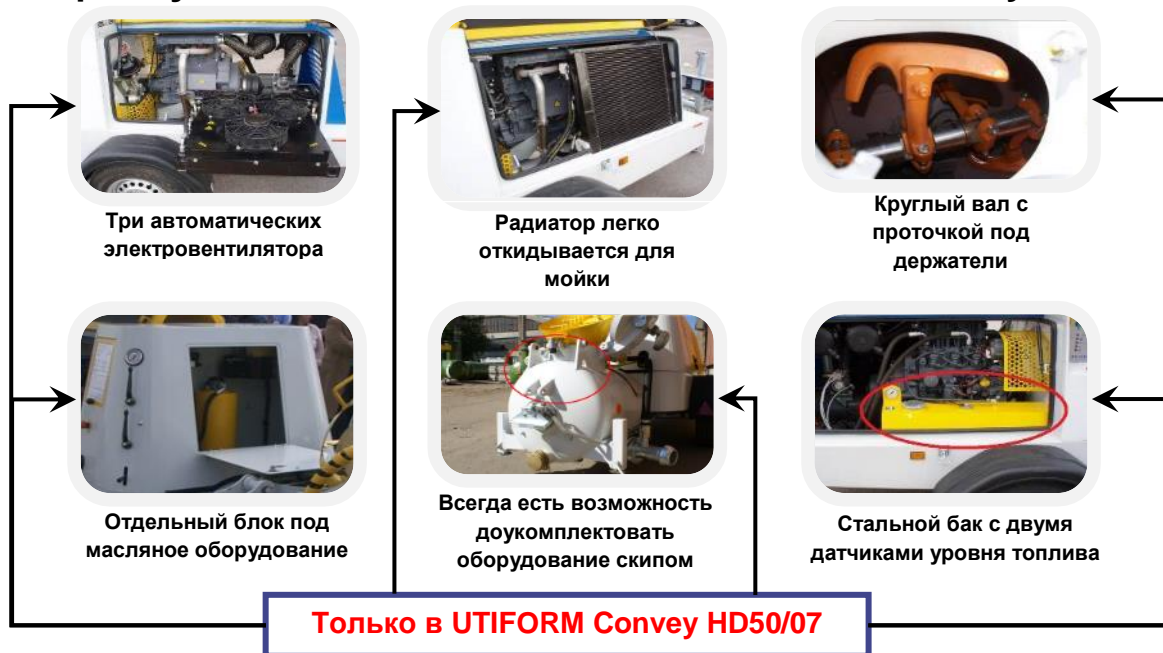 Три автоматических
электровентилятора
Радиатор легко
откидывается для
мойки
Круглый вал с
проточкой под
держатели
Отдельный блок под
масляное оборудование
Всегда есть возможность
доукомплектовать
оборудование скипом
Стальной бак с двумя
датчиками уровня топлива
Только в UTIFORM Convey HD50/07